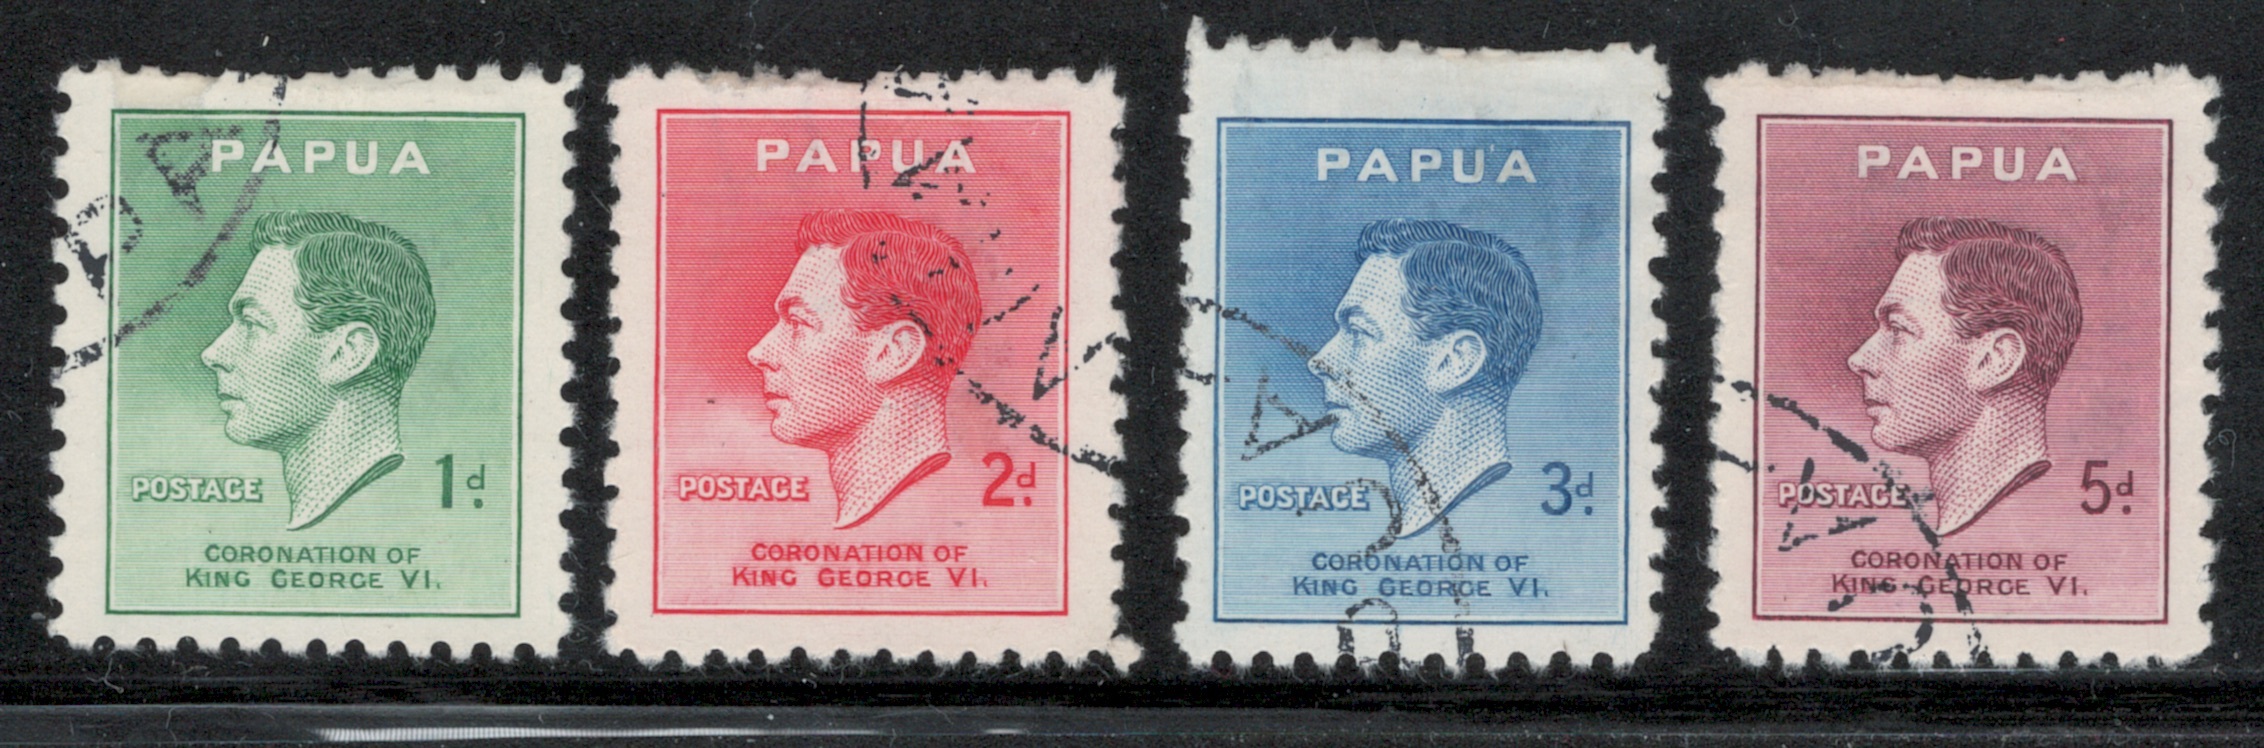 PAPUA
POSTAGE
1d.
CORONATION OF
KING GEORGE VI.
PAPUA
POSTAGE
2d.
CORONATION OF
KING GEORGE VI.
PAPUA
POSTAGE
3d.
CORONATION OF
KING GEORGE VI.
PAPUA
POSTAGE
5d.
CORONATION OF
KING GEORGE VI.